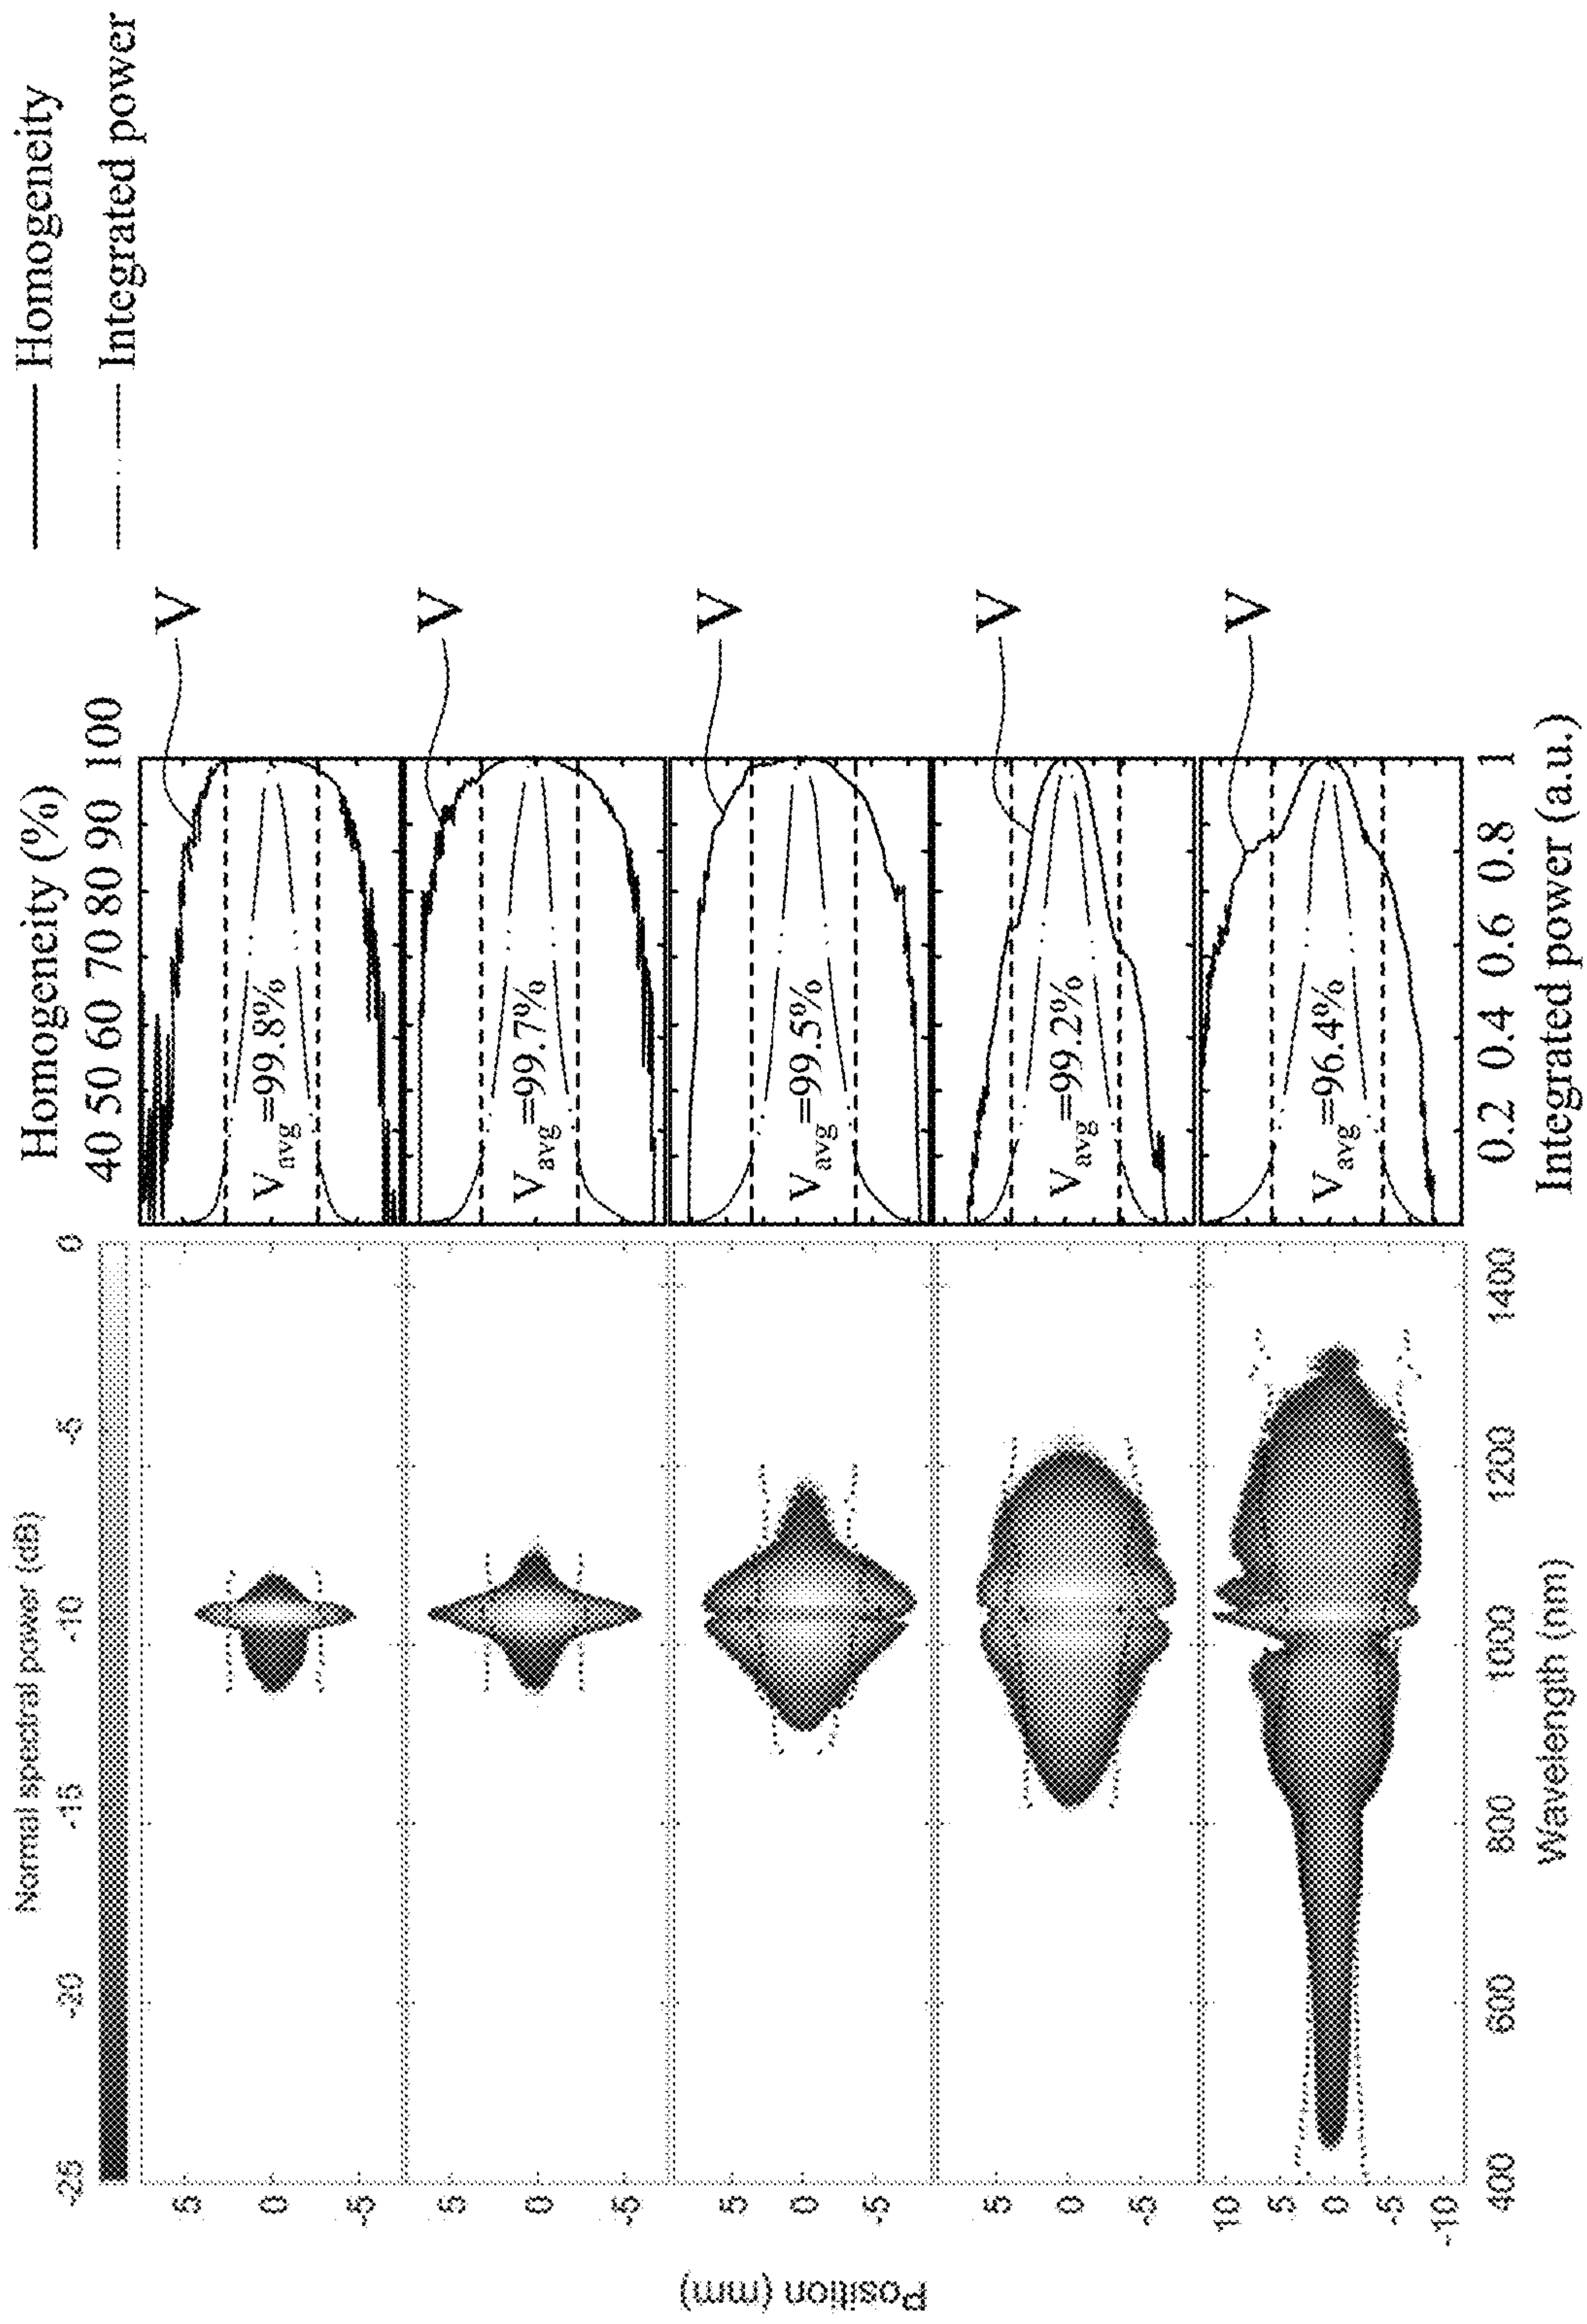 Homogeneity
Integrated power
Normal spectral power (dB)
-25 -20 -15 -10 -5 0
Homogeneity (%)
40 50 60 70 80 90 100
5 0 -5
V
Vavg=99.8%
5 0 -5
V
Vavg=99.7%
5 0 -5
V
Vavg=99.5%
5 0 -5
V
Vavg=99.2%
10 5 0 -5 -10
V
Vavg=96.4%
Position (mm)
400 600 800 1000 1200 1400
Wavelength (nm)
0.2 0.4 0.6 0.8 1
Integrated power (a.u.)